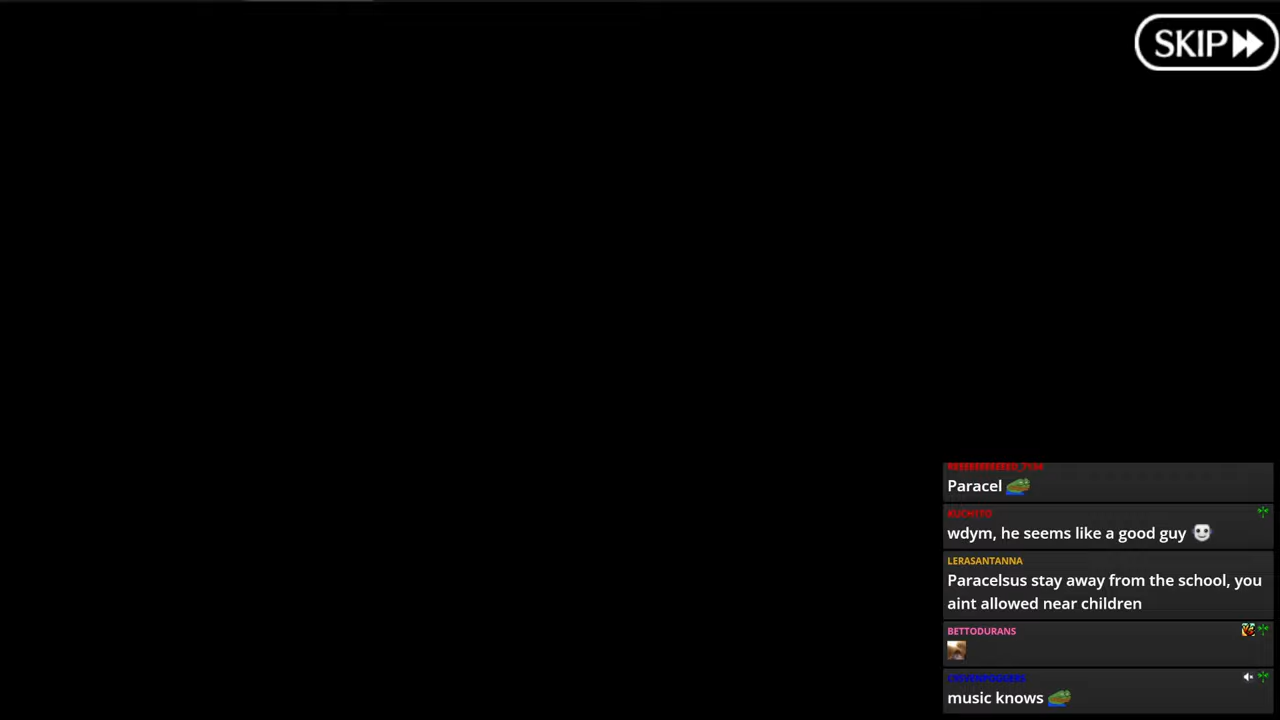 SKIP
Paracel
KUCH1TO
wdym, he seems like a good guy
LERASANTANNA
Paracelsus stay away from the school, you
aint allowed near children
BETTODURANS
music knows